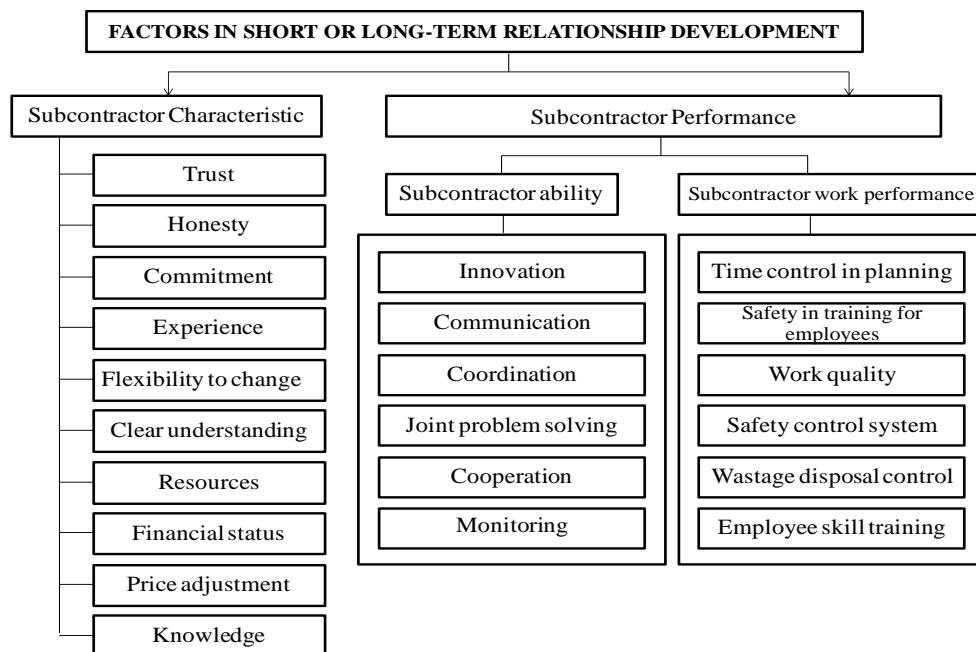 FACTORS IN SHORT OR LONG-TERM RELATIONSHIP DEVELOPMENT
Subcontractor Characteristic
Trust
Honesty
Commitment
Experience
Flexibility to change
Clear understanding
Resources
Financial status
Price adjustment
Knowledge
Subcontractor Performance
Subcontractor ability
Innovation
Communication
Coordination
Joint problem solving
Cooperation
Monitoring
Subcontractor work performance
Time control in planning
Safety in training for
employees
Work quality
Safety control system
Wastage disposal control
Employee skill training